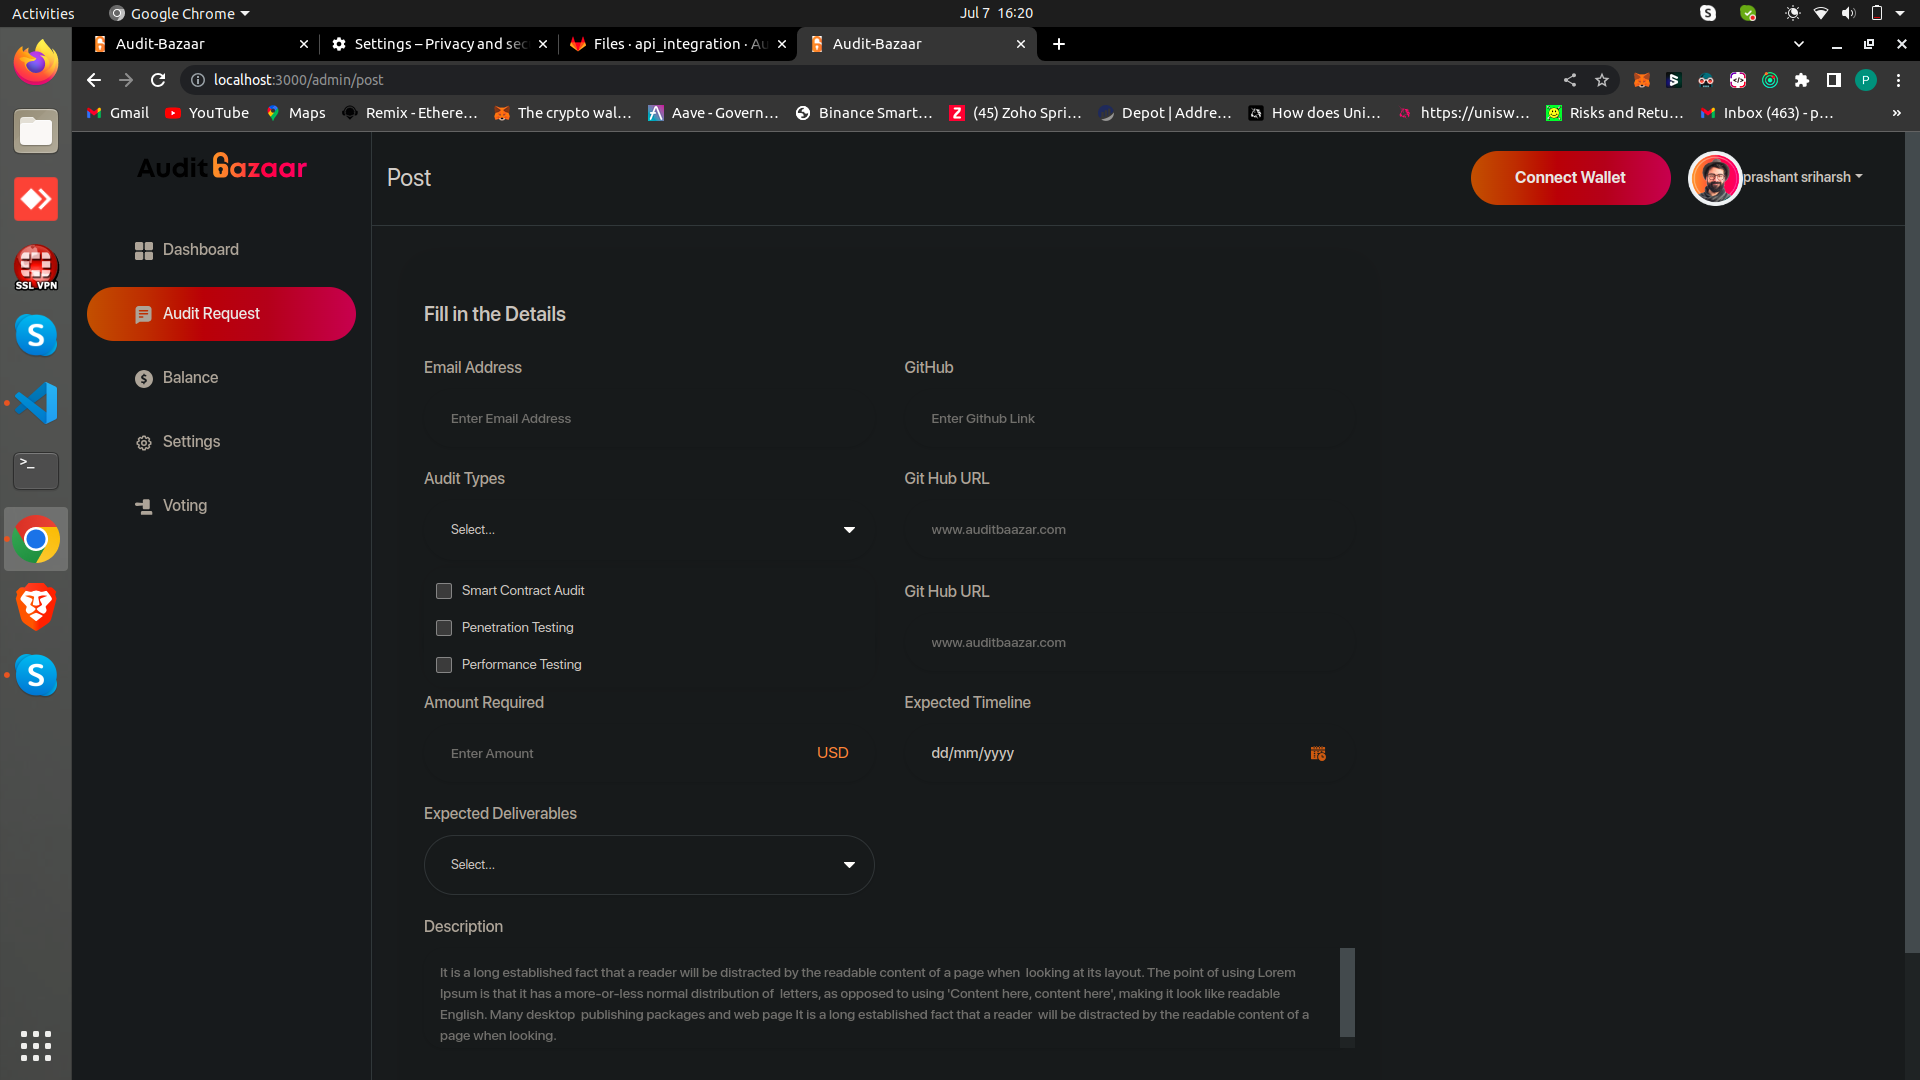 Activities
Google Chrome
Jul 7 16:20
Audit-Bazaar
Settings – Privacy and sec
Files · api_integration · Au
Audit-Bazaar
localhost:3000/admin/post
P
Gmail
YouTube
Maps
Remix - Ethere...
The crypto wal...
Aave - Govern...
Binance Smart...
(45) Zoho Spri...
Depot | Addre...
How does Uni...
https://unisw...
Risks and Retu...
Inbox (463) - p...
»
SSL VPN
Audit Bazaar
Post
Connect Wallet
prashant sriharsh
Dashboard
Audit Request
Balance
Settings
Voting
Fill in the Details
Email Address
GitHub
Enter Email Address
Enter Github Link
Audit Types
Git Hub URL
Select...
www.auditbaazar.com
Smart Contract Audit
Git Hub URL
Penetration Testing
www.auditbaazar.com
Performance Testing
Amount Required
Expected Timeline
Enter Amount
USD
dd/mm/yyyy
Expected Deliverables
Select...
Description
It is a long established fact that a reader will be distracted by the readable content of a page when looking at its layout. The point of using Lorem
Ipsum is that it has a more-or-less normal distribution of letters, as opposed to using 'Content here, content here', making it look like readable
English. Many desktop publishing packages and web page It is a long established fact that a reader will be distracted by the readable content of a
page when looking.